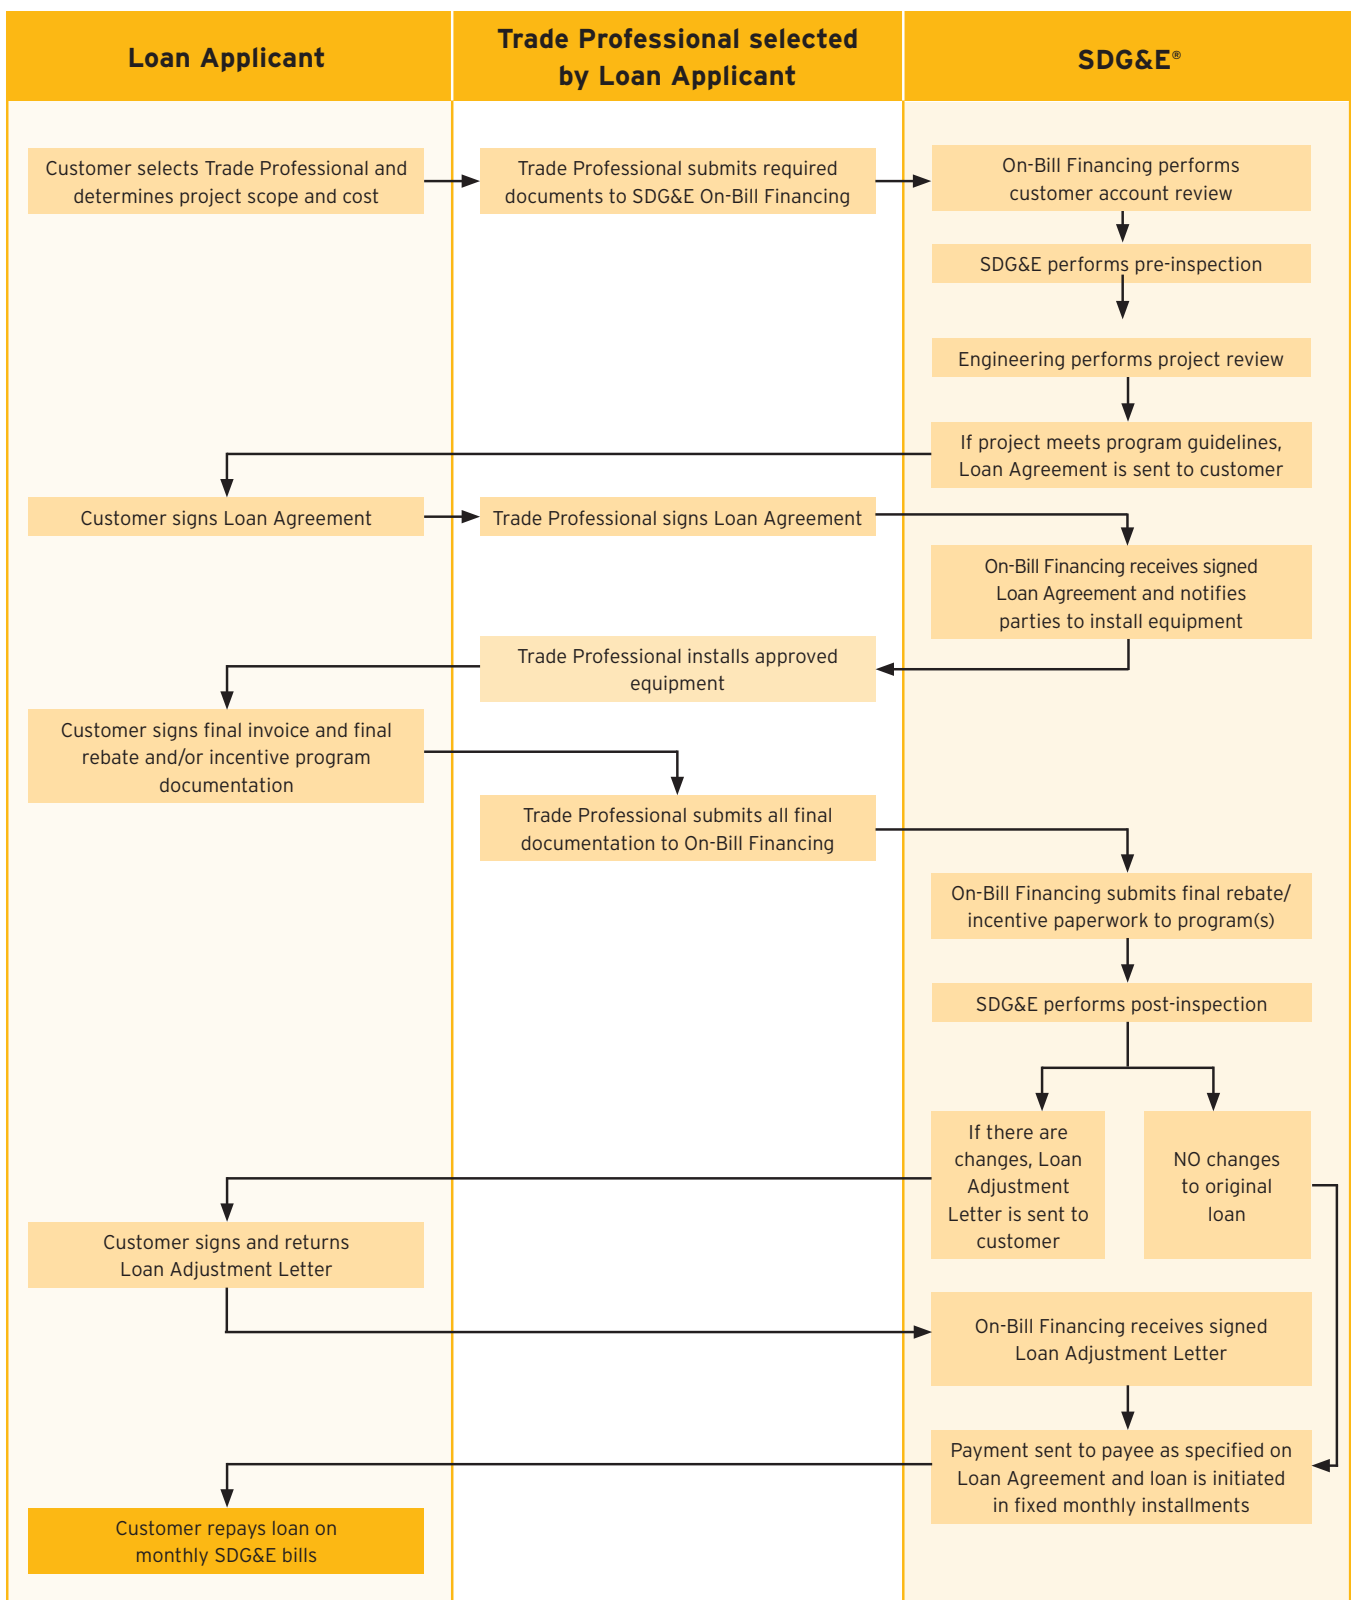 Loan Applicant
Trade Professional selected
by Loan Applicant
SDG&E®
Customer selects Trade Professional and
determines project scope and cost
Trade Professional submits required
documents to SDG&E On-Bill Financing
On-Bill Financing performs
customer account review
SDG&E performs pre-inspection
Engineering performs project review
If project meets program guidelines,
Loan Agreement is sent to customer
Customer signs Loan Agreement
Trade Professional signs Loan Agreement
On-Bill Financing receives signed
Loan Agreement and notifies
parties to install equipment
Trade Professional installs approved
equipment
Customer signs final invoice and final
rebate and/or incentive program
documentation
Trade Professional submits all final
documentation to On-Bill Financing
On-Bill Financing submits final rebate/
incentive paperwork to program(s)
SDG&E performs post-inspection
If there are
changes, Loan
Adjustment
Letter is sent to
customer
NO changes
to original
loan
Customer signs and returns
Loan Adjustment Letter
On-Bill Financing receives signed
Loan Adjustment Letter
Payment sent to payee as specified on
Loan Agreement and loan is initiated
in fixed monthly installments
Customer repays loan on
monthly SDG&E bills